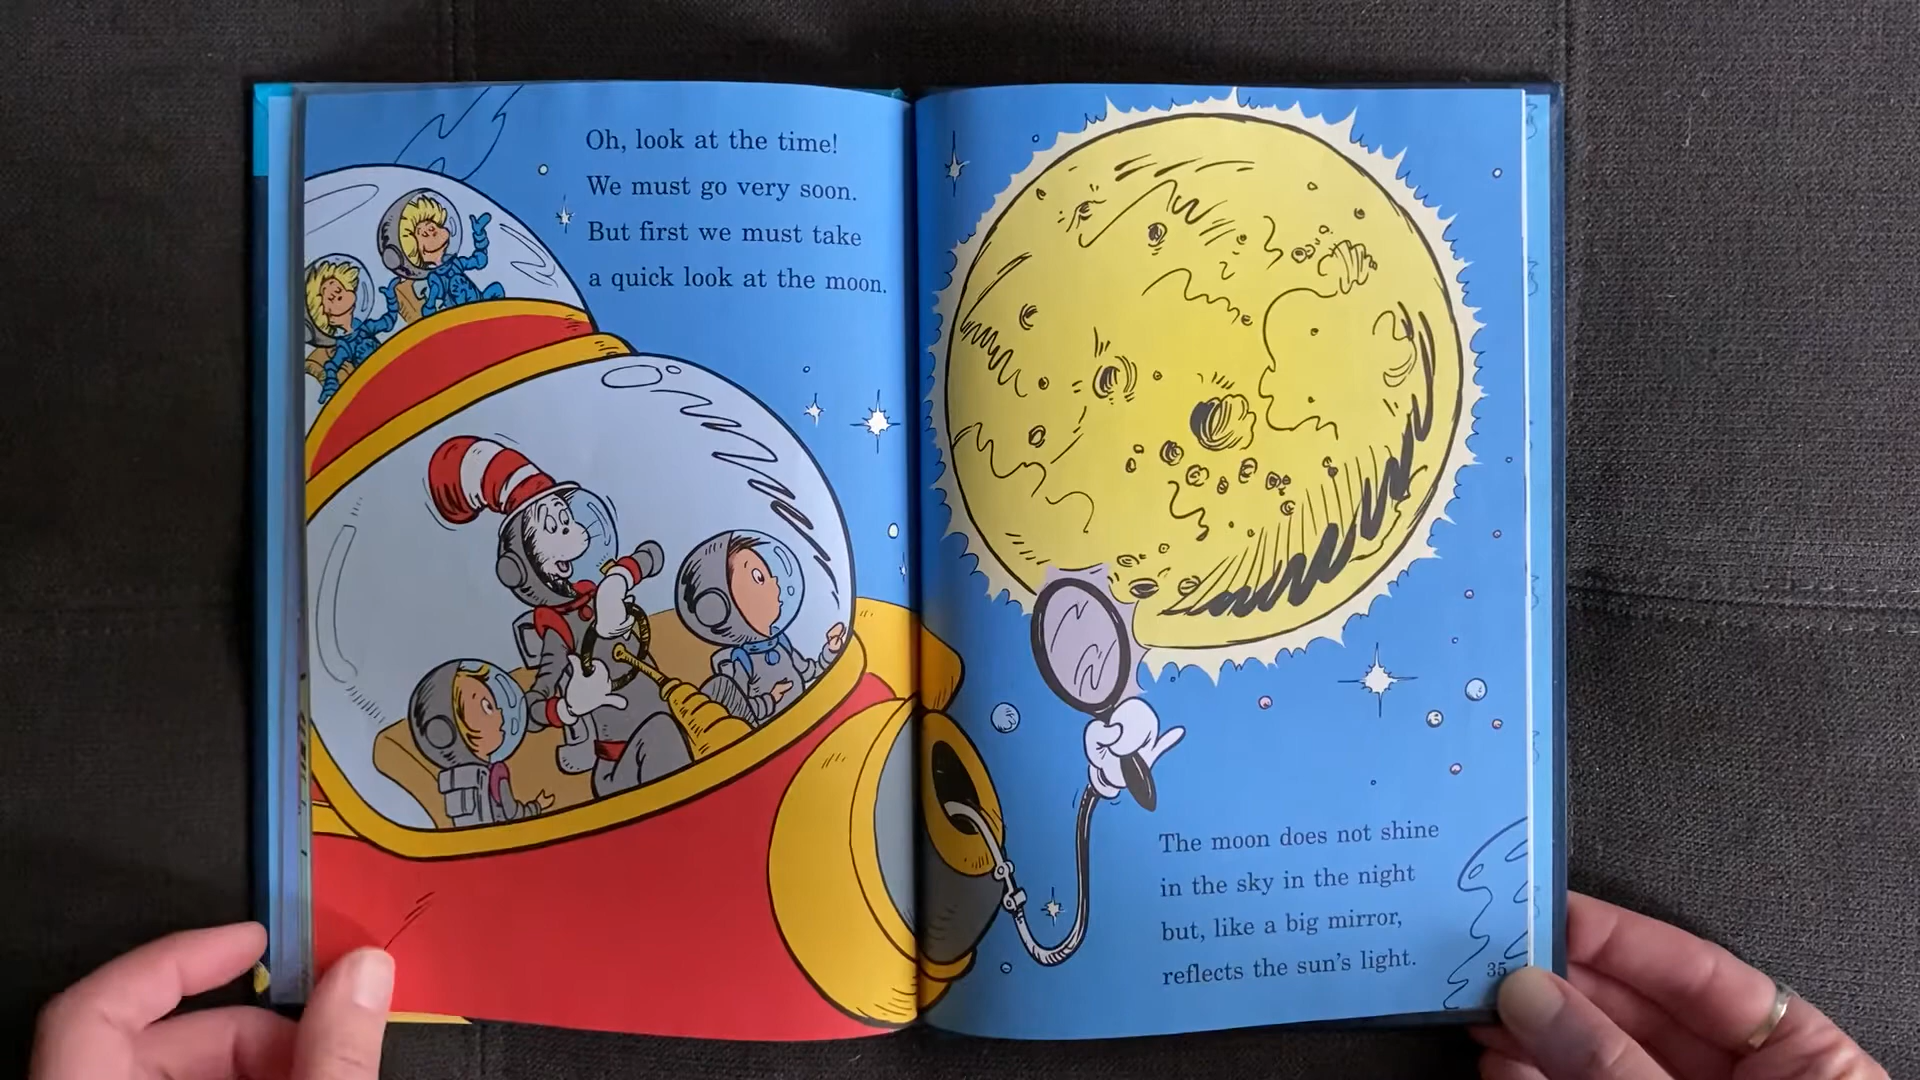 Oh, look at the time!
We must go very soon.
But first we must take
a quick look at the moon.
The moon does not shine
in the sky in the night
but, like a big mirror,
reflects the sun's light.
35